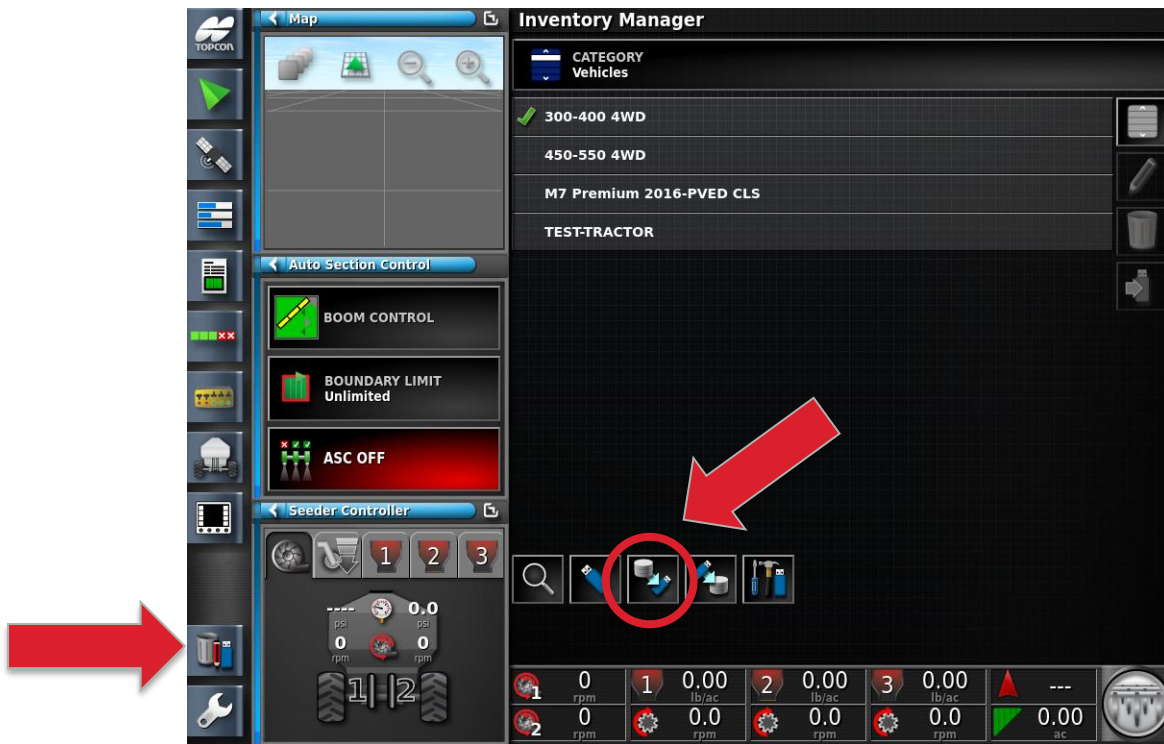 TOPCON
Map
Inventory Manager
CATEGORY
Vehicles
300-400 4WD
450-550 4WD
M7 Premium 2016-PVED CLS
TEST-TRACTOR
Auto Section Control
BOOM CONTROL
BOUNDARY LIMIT
Unlimited
ASC OFF
Seeder Controller
1 2 3
---- 0.0
psi psi
0 0
rpm rpm
1 2
1 0 rpm 1 0.00 lb/ac 2 0.00 lb/ac 3 0.00 lb/ac ---
2 0 rpm 0.0 rpm 0.0 rpm 0.0 rpm 0.00 ac